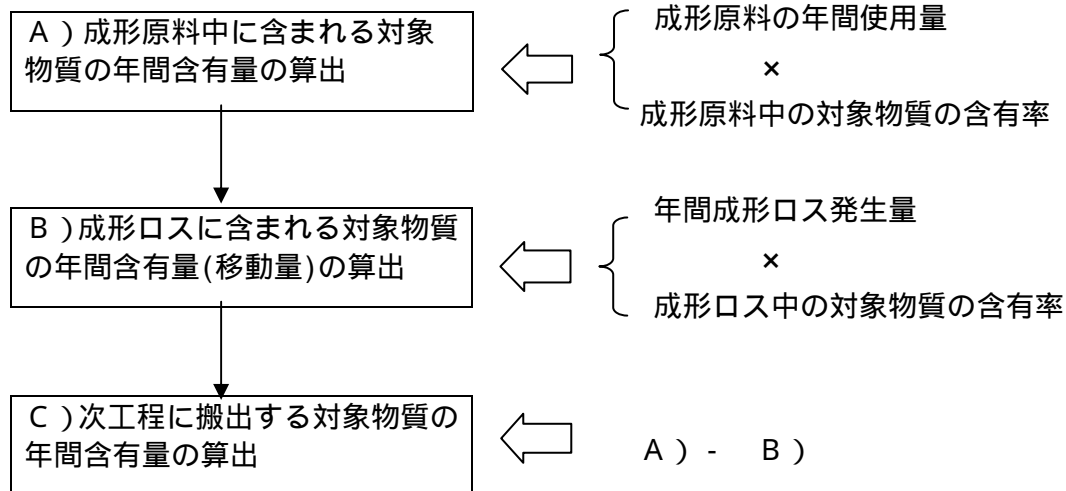 A)成形原料中に含まれる対象
物質の年間含有量の算出
成形原料の年間使用量
×
成形原料中の対象物質の含有率
B)成形ロスに含まれる対象物質
の年間含有量(移動量)の算出
年間成形ロス発生量
×
成形ロス中の対象物質の含有率
C)次工程に搬出する対象物質の
年間含有量の算出
A) - B)